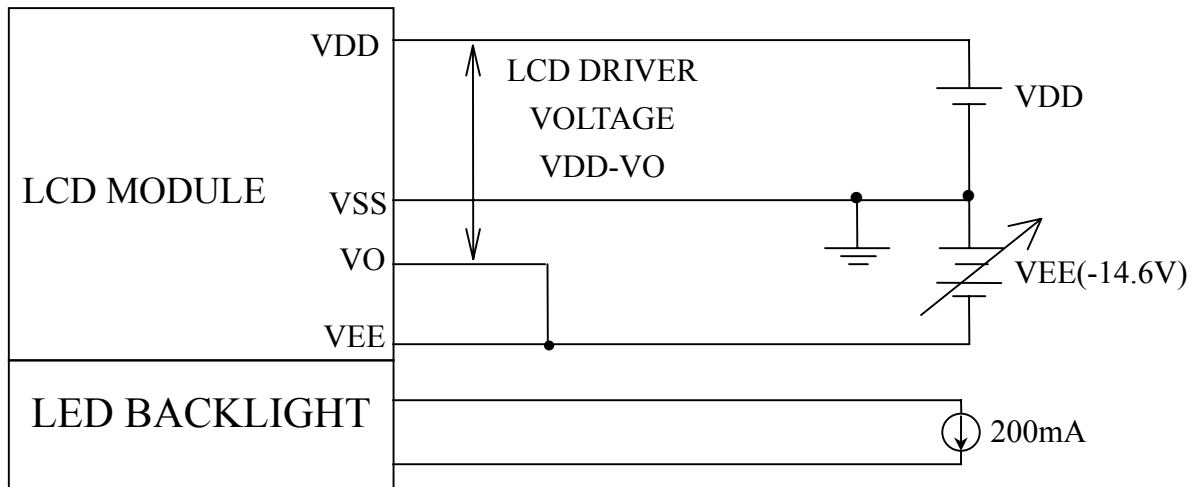 VDD
LCD DRIVER
VOLTAGE
VDD-VO
VDD
LCD MODULE
VSS
VO
VEE(-14.6V)
VEE
LED BACKLIGHT
200mA